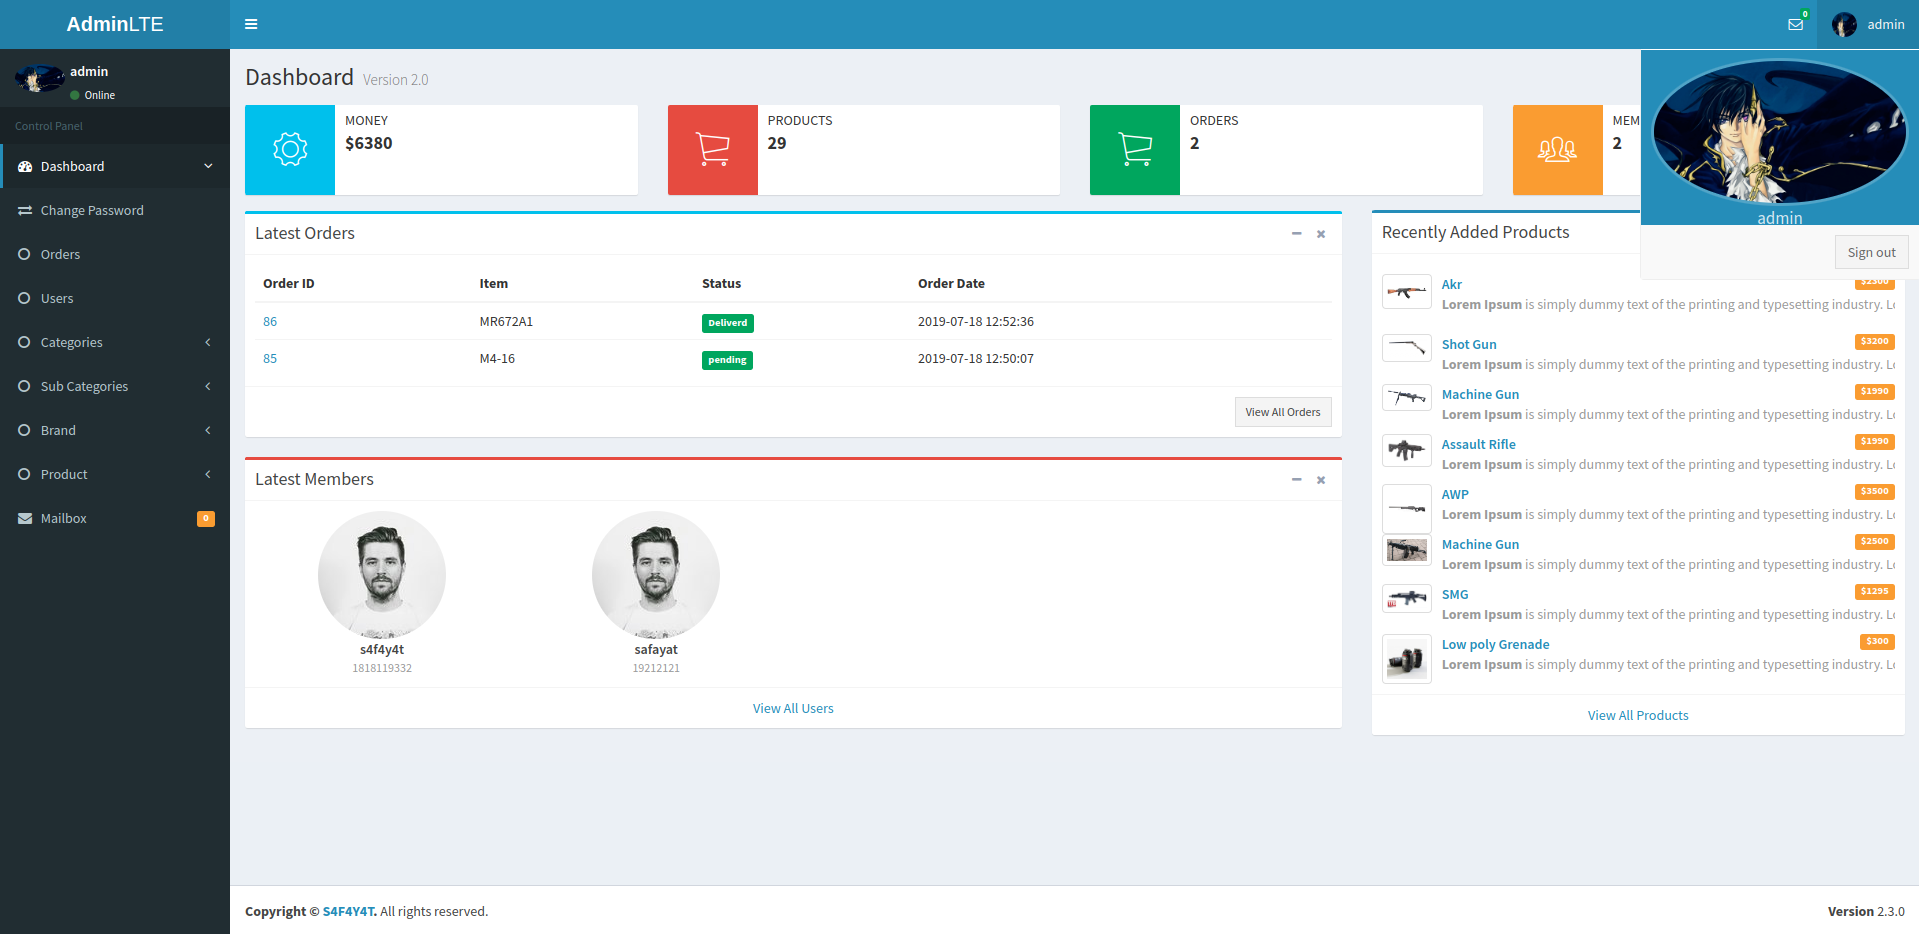 AdminLTE
0
admin
admin
Online
Control Panel
Dashboard
Change Password
Orders
Users
Categories
Sub Categories
Brand
Product
Mailbox
0
Dashboard Version 2.0
MONEY
$6380
PRODUCTS
29
ORDERS
2
MEM
2
admin
Sign out
Latest Orders
Order ID Item Status Order Date
86 MR672A1 Deliverd 2019-07-18 12:52:36
85 M4-16 pending 2019-07-18 12:50:07
View All Orders
Latest Members
s4f4y4t
1818119332
safayat
19212121
View All Users
Recently Added Products
Akr $2300
Lorem Ipsum is simply dummy text of the printing and typesetting industry. Lo
Shot Gun $3200
Lorem Ipsum is simply dummy text of the printing and typesetting industry. Lo
Machine Gun $1990
Lorem Ipsum is simply dummy text of the printing and typesetting industry. Lo
Assault Rifle $1990
Lorem Ipsum is simply dummy text of the printing and typesetting industry. Lo
AWP $3500
Lorem Ipsum is simply dummy text of the printing and typesetting industry. Lo
Machine Gun $2500
Lorem Ipsum is simply dummy text of the printing and typesetting industry. Lo
SMG $1295
Lorem Ipsum is simply dummy text of the printing and typesetting industry. Lo
Low poly Grenade $300
Lorem Ipsum is simply dummy text of the printing and typesetting industry. Lo
View All Products
Copyright © S4F4Y4T. All rights reserved.
Version 2.3.0